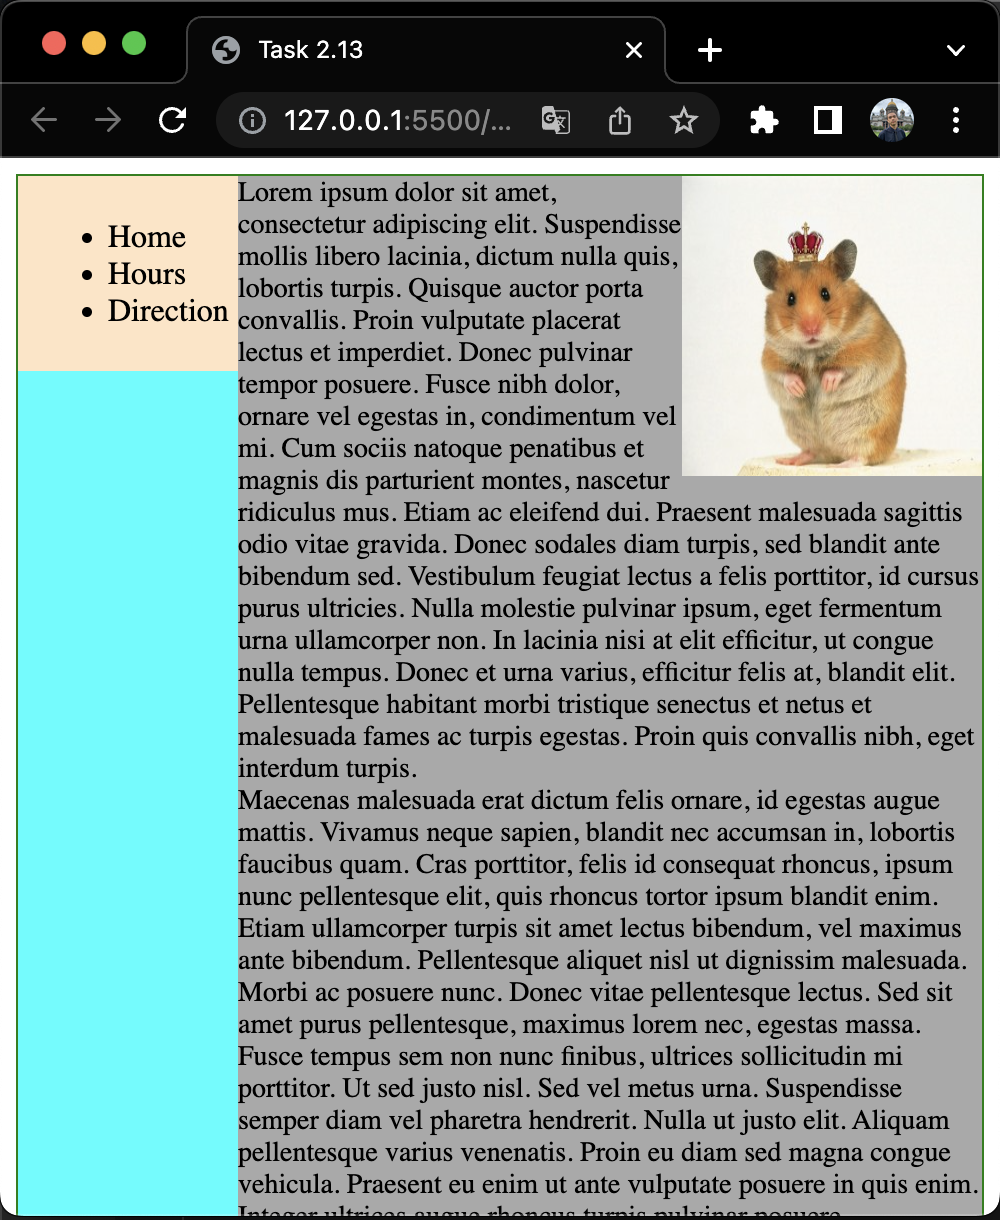 Task 2.13
127.0.0.1:5500/...
Home
Hours
Direction
Lorem ipsum dolor sit amet,
consectetur adipiscing elit. Suspendisse
mollis libero lacinia, dictum nulla quis,
lobortis turpis. Quisque auctor porta
convallis. Proin vulputate placerat
lectus et imperdiet. Donec pulvinar
tempor posuere. Fusce nibh dolor,
ornare vel egestas in, condimentum vel
mi. Cum sociis natoque penatibus et
magnis dis parturient montes, nascetur
ridiculus mus. Etiam ac eleifend dui. Praesent malesuada sagittis
odio vitae gravida. Donec sodales diam turpis, sed blandit ante
bibendum sed. Vestibulum feugiat lectus a felis porttitor, id cursus
purus ultricies. Nulla molestie pulvinar ipsum, eget fermentum
urna ullamcorper non. In lacinia nisi at elit efficitur, ut congue
nulla tempus. Donec et urna varius, efficitur felis at, blandit elit.
Pellentesque habitant morbi tristique senectus et netus et
malesuada fames ac turpis egestas. Proin quis convallis nibh, eget
interdum turpis.
Maecenas malesuada erat dictum felis ornare, id egestas augue
mattis. Vivamus neque sapien, blandit nec accumsan in, lobortis
faucibus quam. Cras porttitor, felis id consequat rhoncus, ipsum
nunc pellentesque elit, quis rhoncus tortor ipsum blandit enim.
Etiam ullamcorper turpis sit amet lectus bibendum, vel maximus
ante bibendum. Pellentesque aliquet nisl ut dignissim malesuada.
Morbi ac posuere nunc. Donec vitae pellentesque lectus. Sed sit
amet purus pellentesque, maximus lorem nec, egestas massa.
Fusce tempus sem non nunc finibus, ultrices sollicitudin mi
porttitor. Ut sed justo nisl. Sed vel metus urna. Suspendisse
semper diam vel pharetra hendrerit. Nulla ut justo elit. Aliquam
pellentesque varius venenatis. Proin eu diam sed magna congue
vehicula. Praesent eu enim ut ante vulputate posuere in quis enim.
Integer ultrices augue rhoncus turpis pulvinar posuere